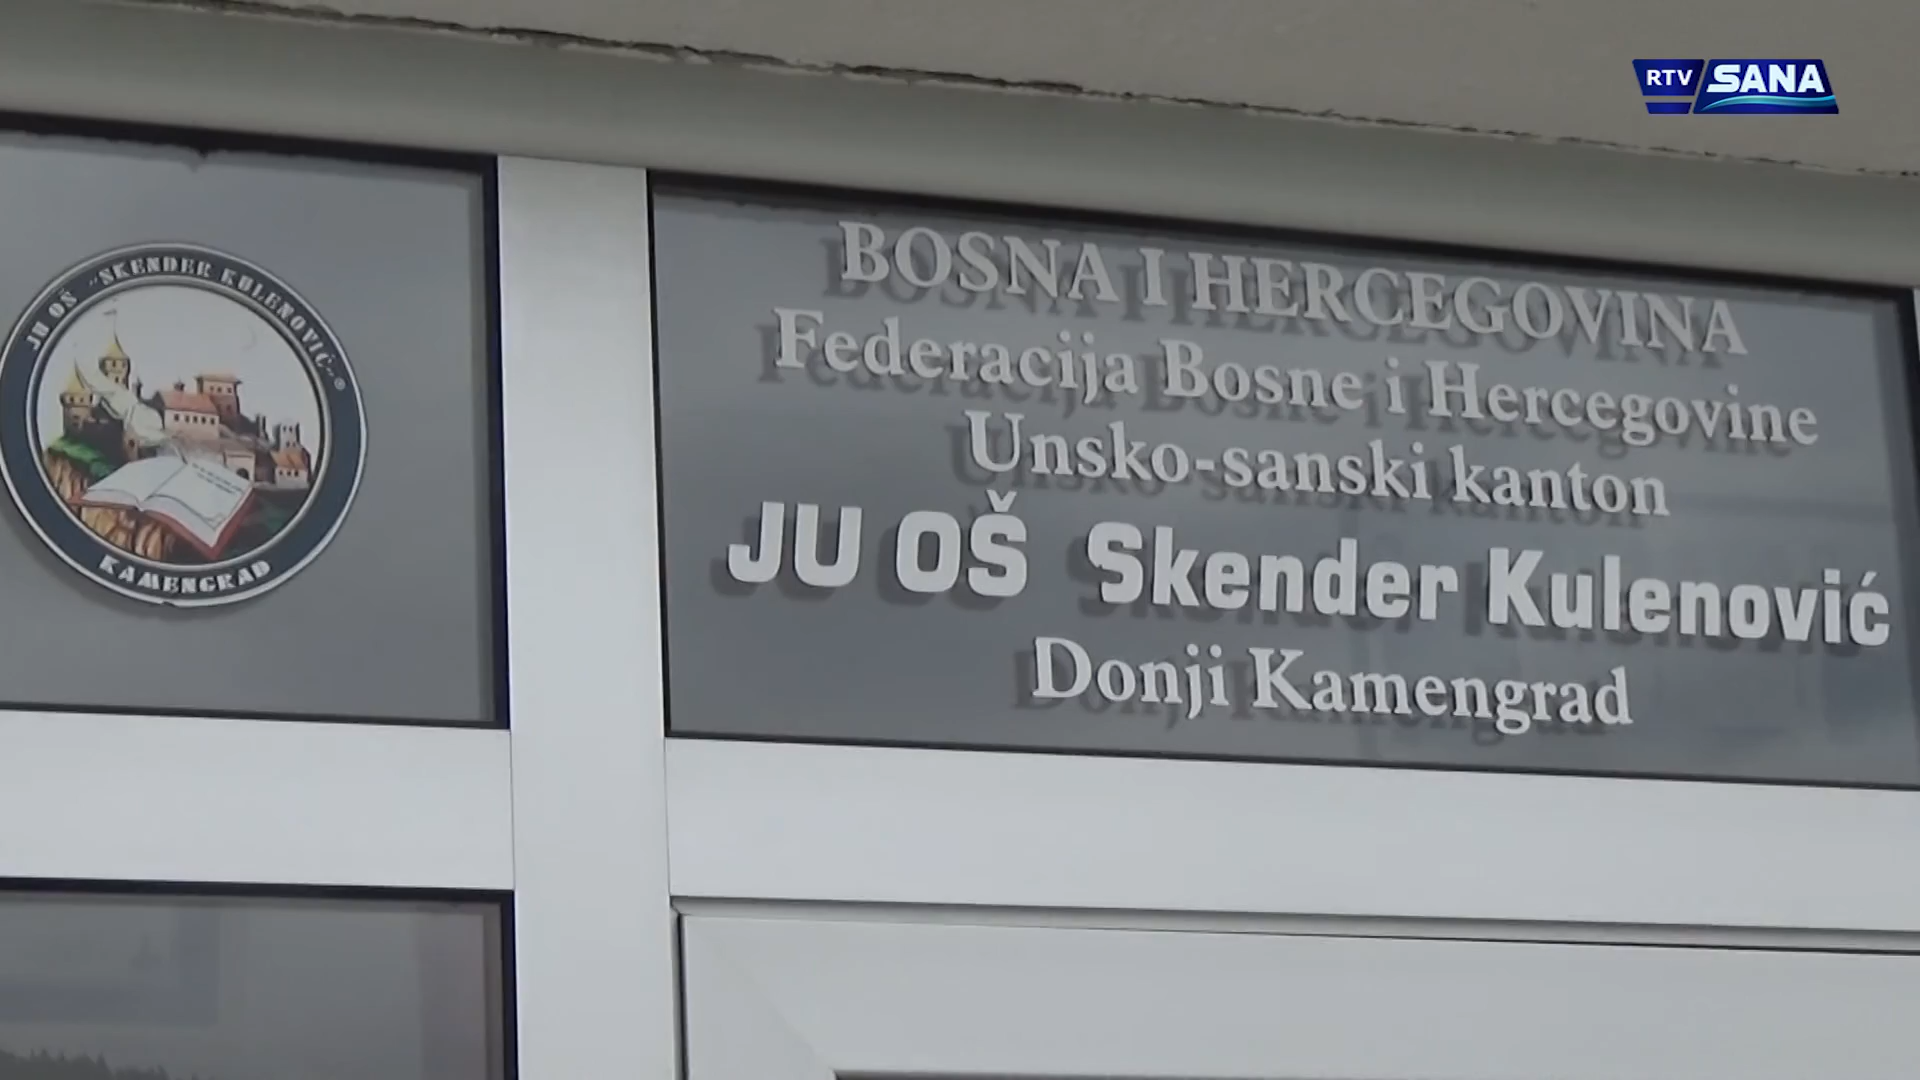 RTV SANA
JU OŠ "SKENDER KULENOVIĆ"
KAMENGRAD
BOSNA I HERCEGOVINA
Federacija Bosne i Hercegovine
Unsko-sanski kanton
JU OŠ Skender Kulenović
Donji Kamengrad